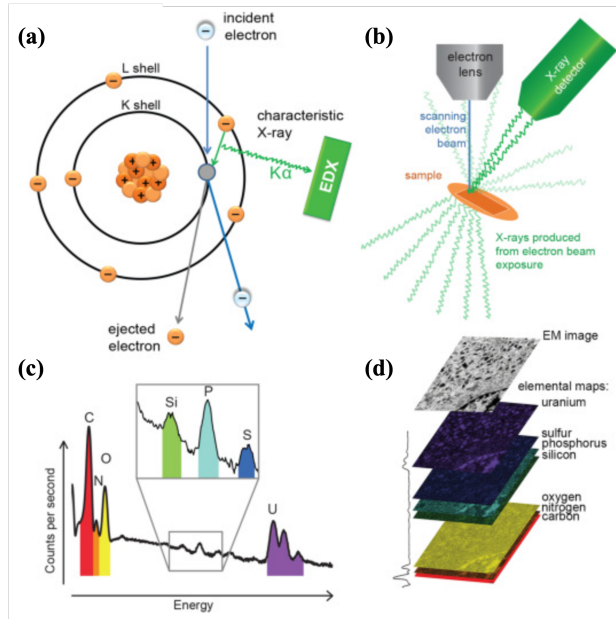 (a)
incident
electron
L shell
K shell
characteristic
X-ray
Kα
EDX
ejected
electron
(b)
electron
lens
X-ray
detector
scanning
electron
beam
sample
X-rays produced
from electron beam
exposure
(c)
Counts per second
C
N
O
Si
P
S
U
Energy
(d)
EM image
elemental maps:
uranium
sulfur
phosphorus
silicon
oxygen
nitrogen
carbon